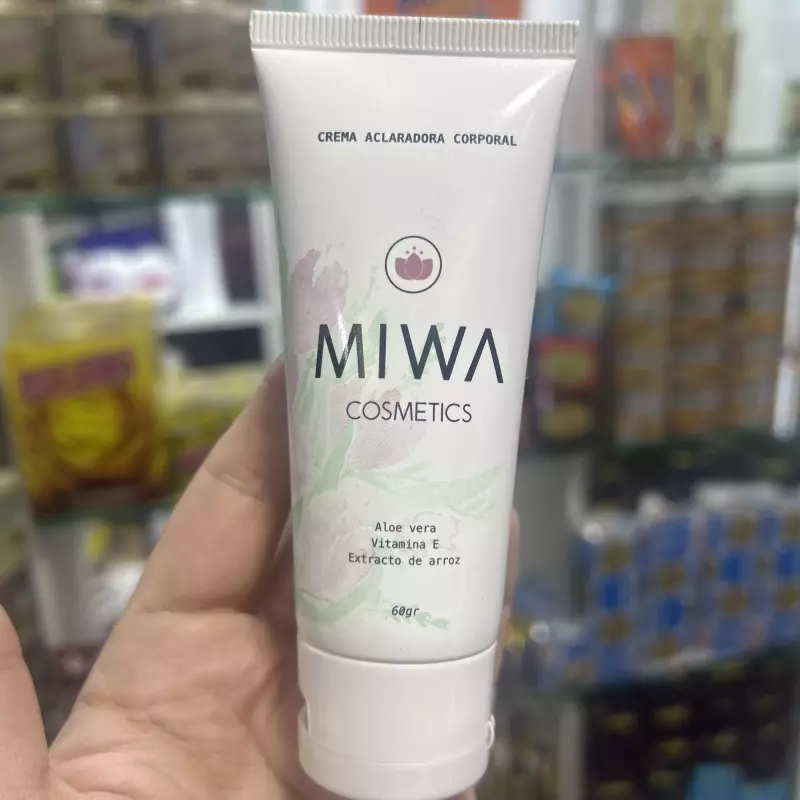 CREMA ACLARADORA CORPORAL
MIWA
COSMETICS
Aloe vera
Vitamina E
Extracto de arroz
60gr